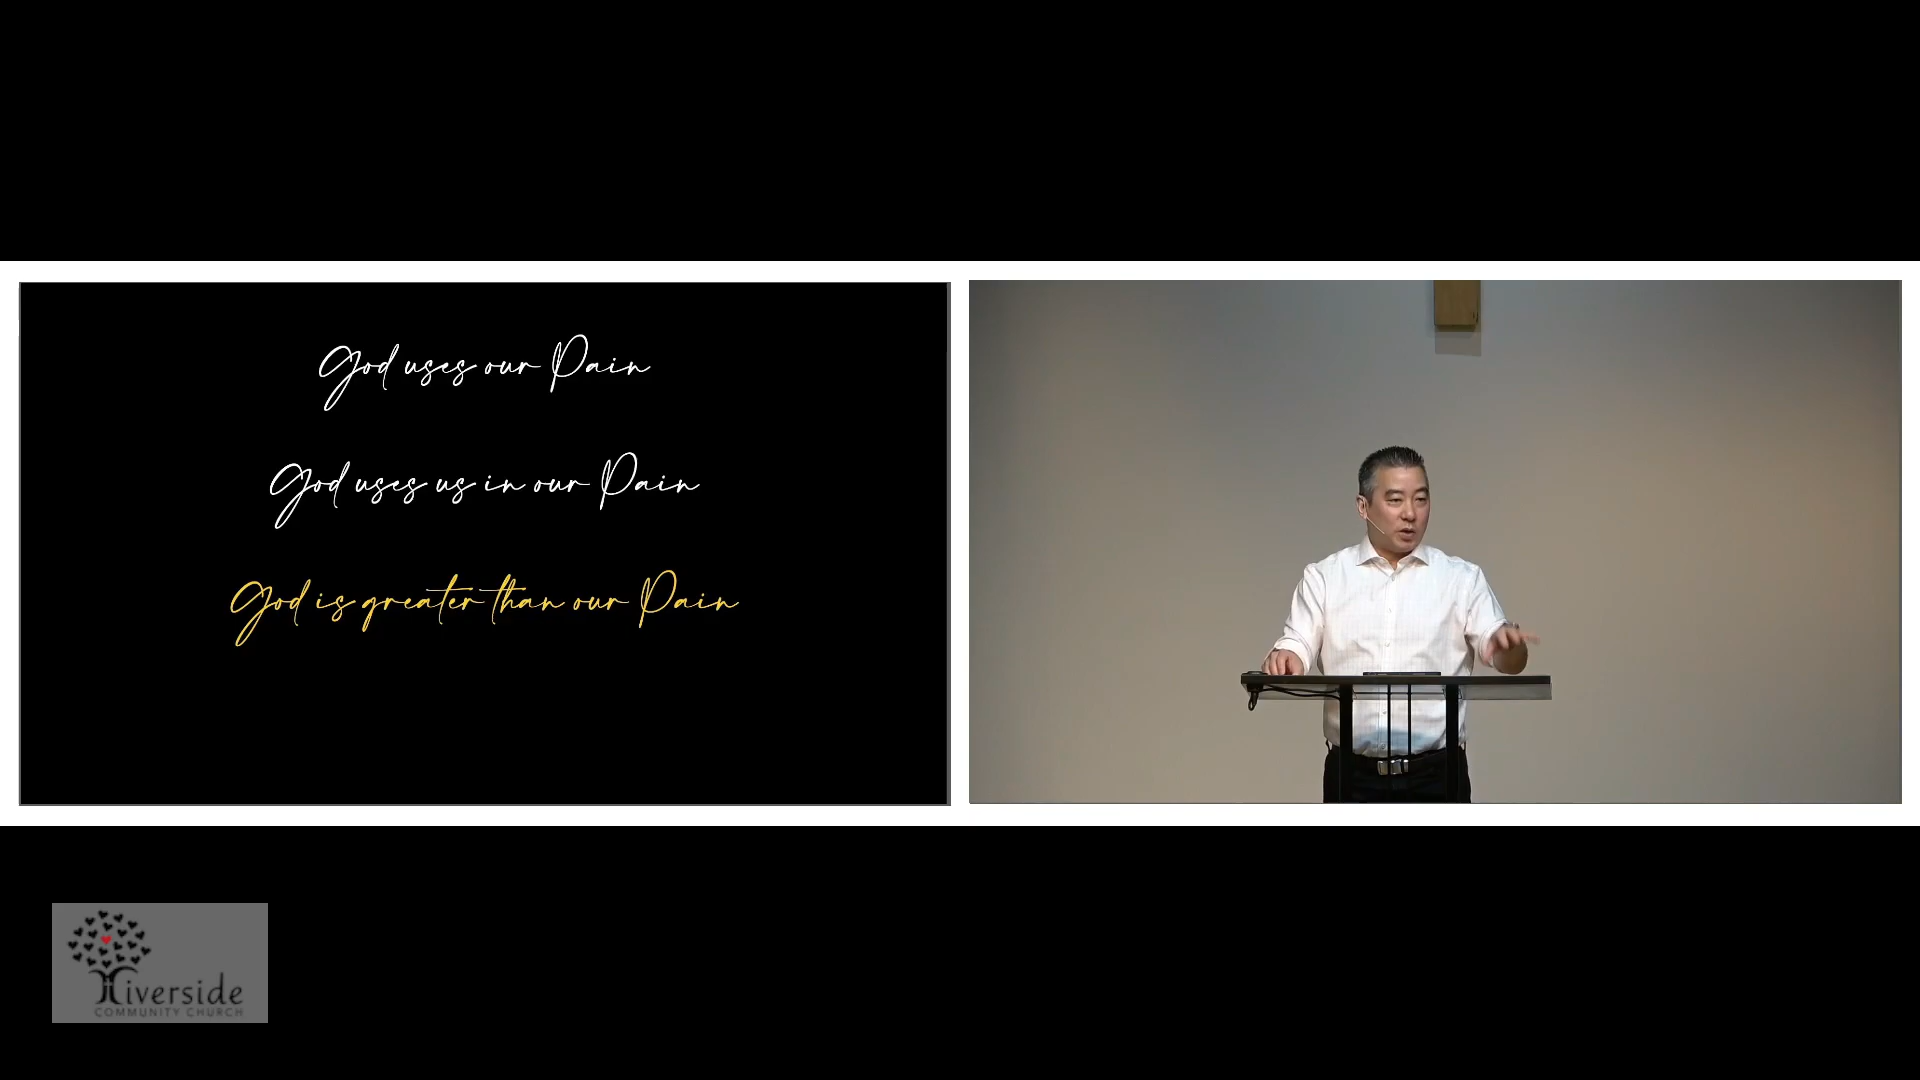 God uses our Pain
God uses us in our Pain
God is greater than our Pain
Riverside
COMMUNITY CHURCH